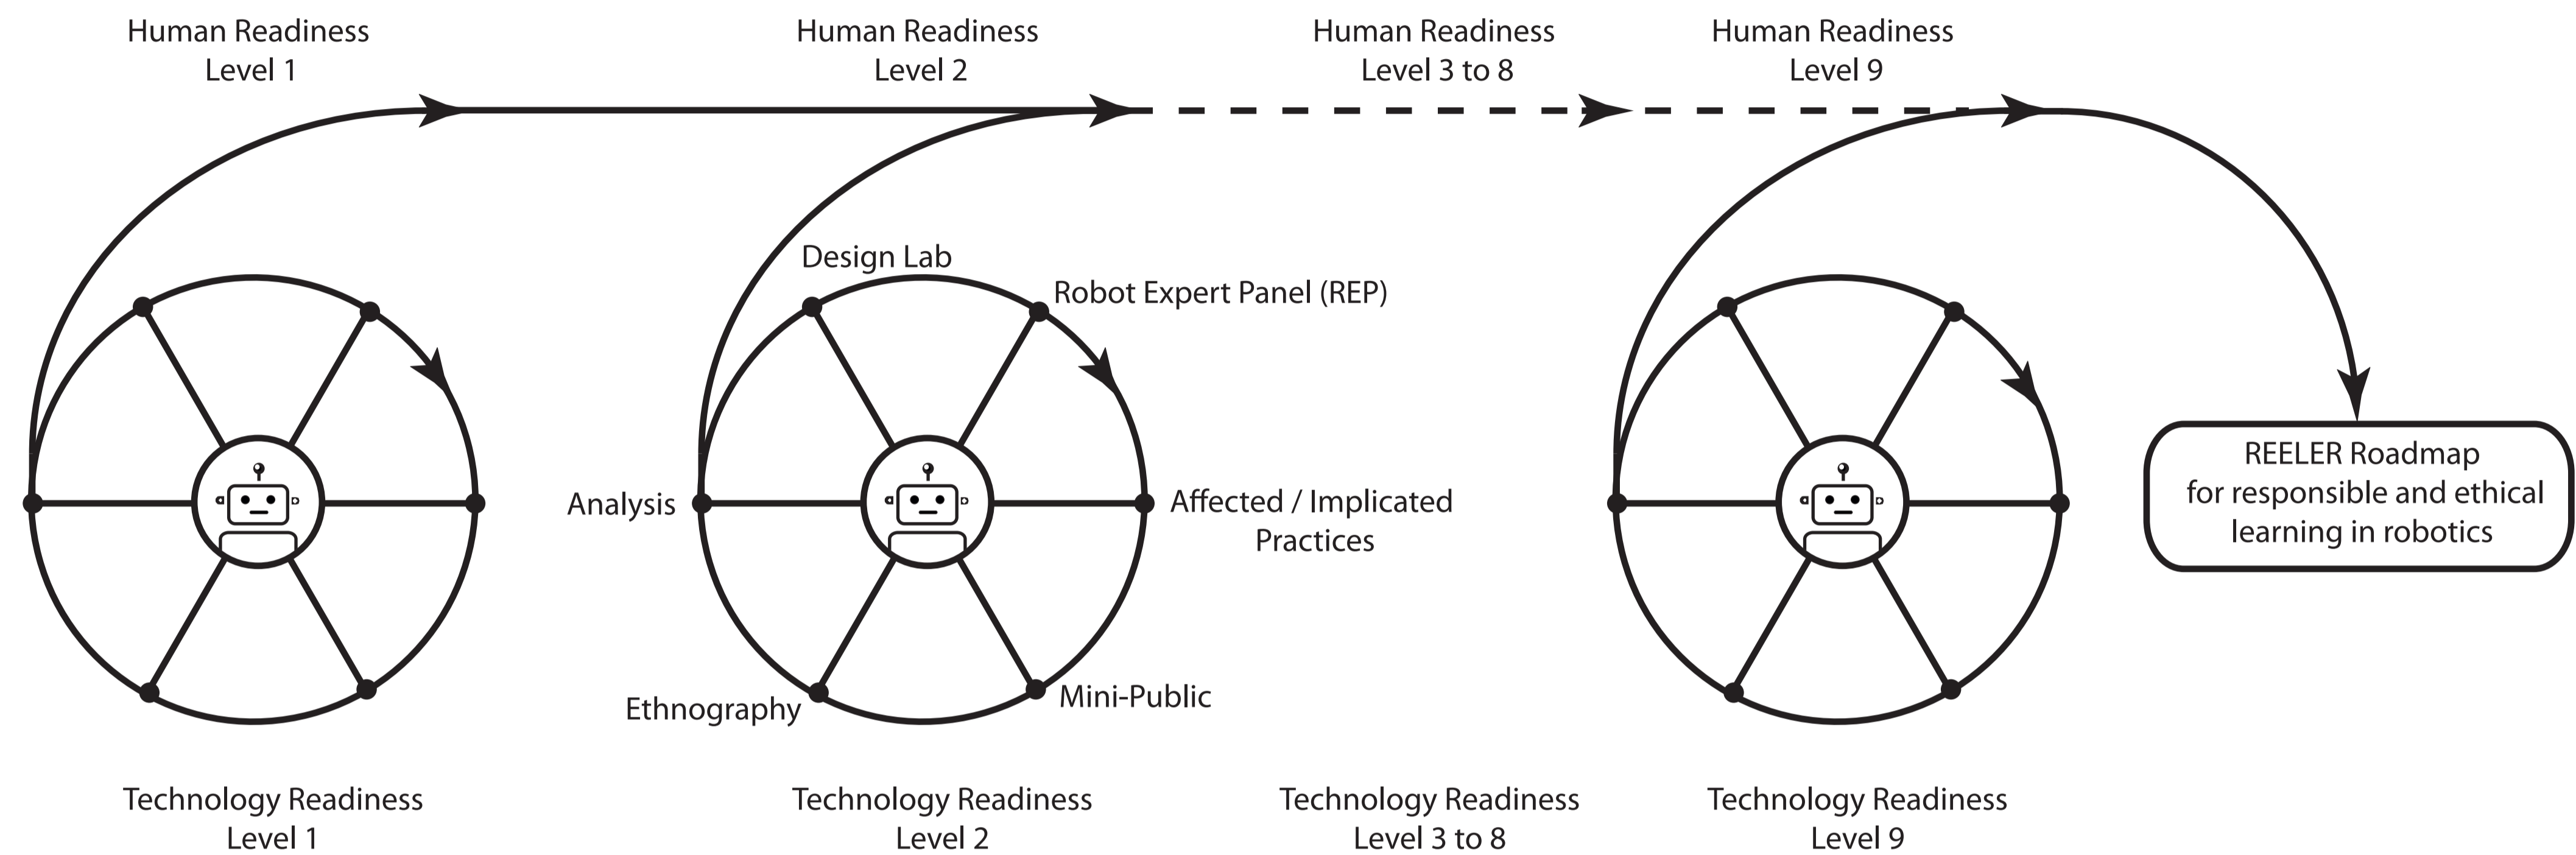 Human Readiness
Level 1
Human Readiness
Level 2
Human Readiness
Level 3 to 8
Human Readiness
Level 9
Design Lab
Robot Expert Panel (REP)
Analysis
Affected / Implicated
Practices
Ethnography
Mini-Public
REELER Roadmap
for responsible and ethical
learning in robotics
Technology Readiness
Level 1
Technology Readiness
Level 2
Technology Readiness
Level 3 to 8
Technology Readiness
Level 9